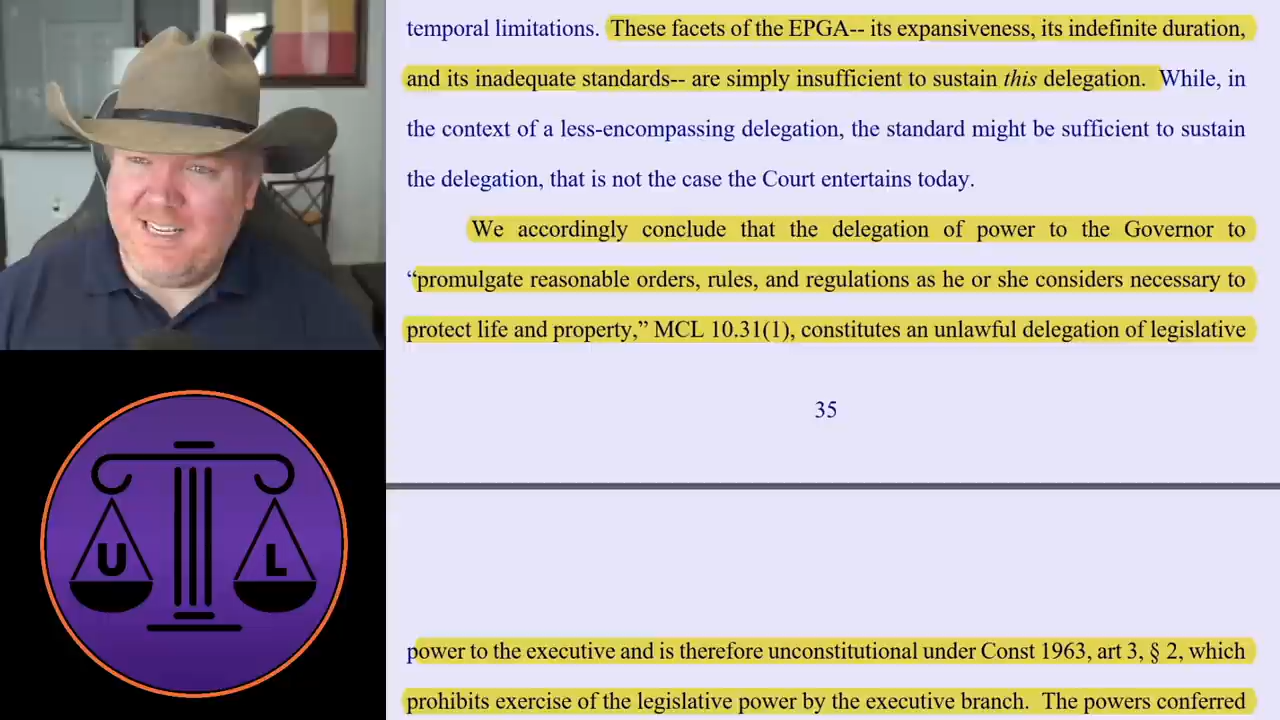 temporal limitations. These facets of the EPGA-- its expansiveness, its indefinite duration,
and its inadequate standards-- are simply insufficient to sustain this delegation. While, in
the context of a less-encompassing delegation, the standard might be sufficient to sustain
the delegation, that is not the case the Court entertains today.
We accordingly conclude that the delegation of power to the Governor to
“promulgate reasonable orders, rules, and regulations as he or she considers necessary to
protect life and property,” MCL 10.31(1), constitutes an unlawful delegation of legislative
35
power to the executive and is therefore unconstitutional under Const 1963, art 3, § 2, which
prohibits exercise of the legislative power by the executive branch. The powers conferred
U L